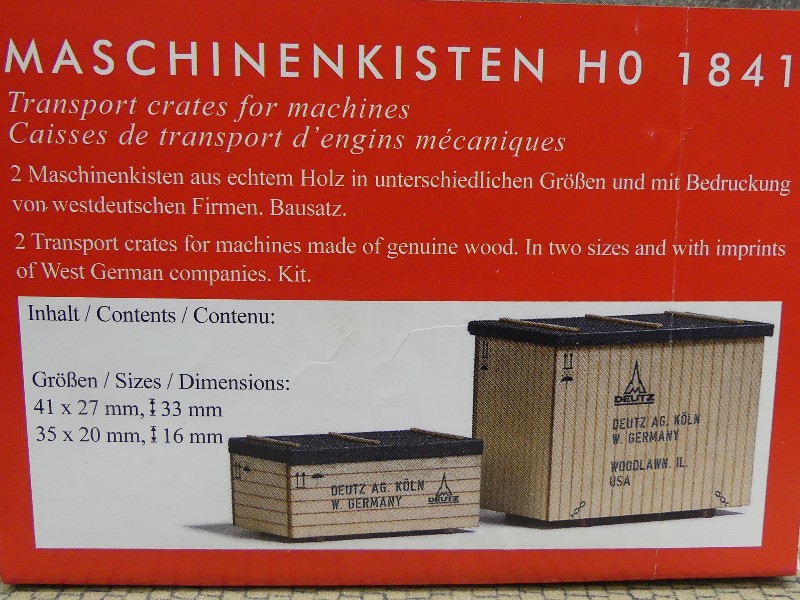 MASCHINENKISTEN H0 1841
Transport crates for machines
Caisses de transport d'engins mécaniques
2 Maschinenkisten aus echtem Holz in unterschiedlichen Größen und mit Bedruckung
von westdeutschen Firmen. Bausatz.
2 Transport crates for machines made of genuine wood. In two sizes and with imprints
of West German companies. Kit.
Inhalt / Contents / Contenu:
Größen / Sizes / Dimensions:
41 x 27 mm, 33 mm
35 x 20 mm, 16 mm
DEUTZ AG. KÖLN
W. GERMANY
DEUTZ
DEUTZ
DEUTZ AG. KÖLN
W. GERMANY
WOODLAWN. IL.
USA